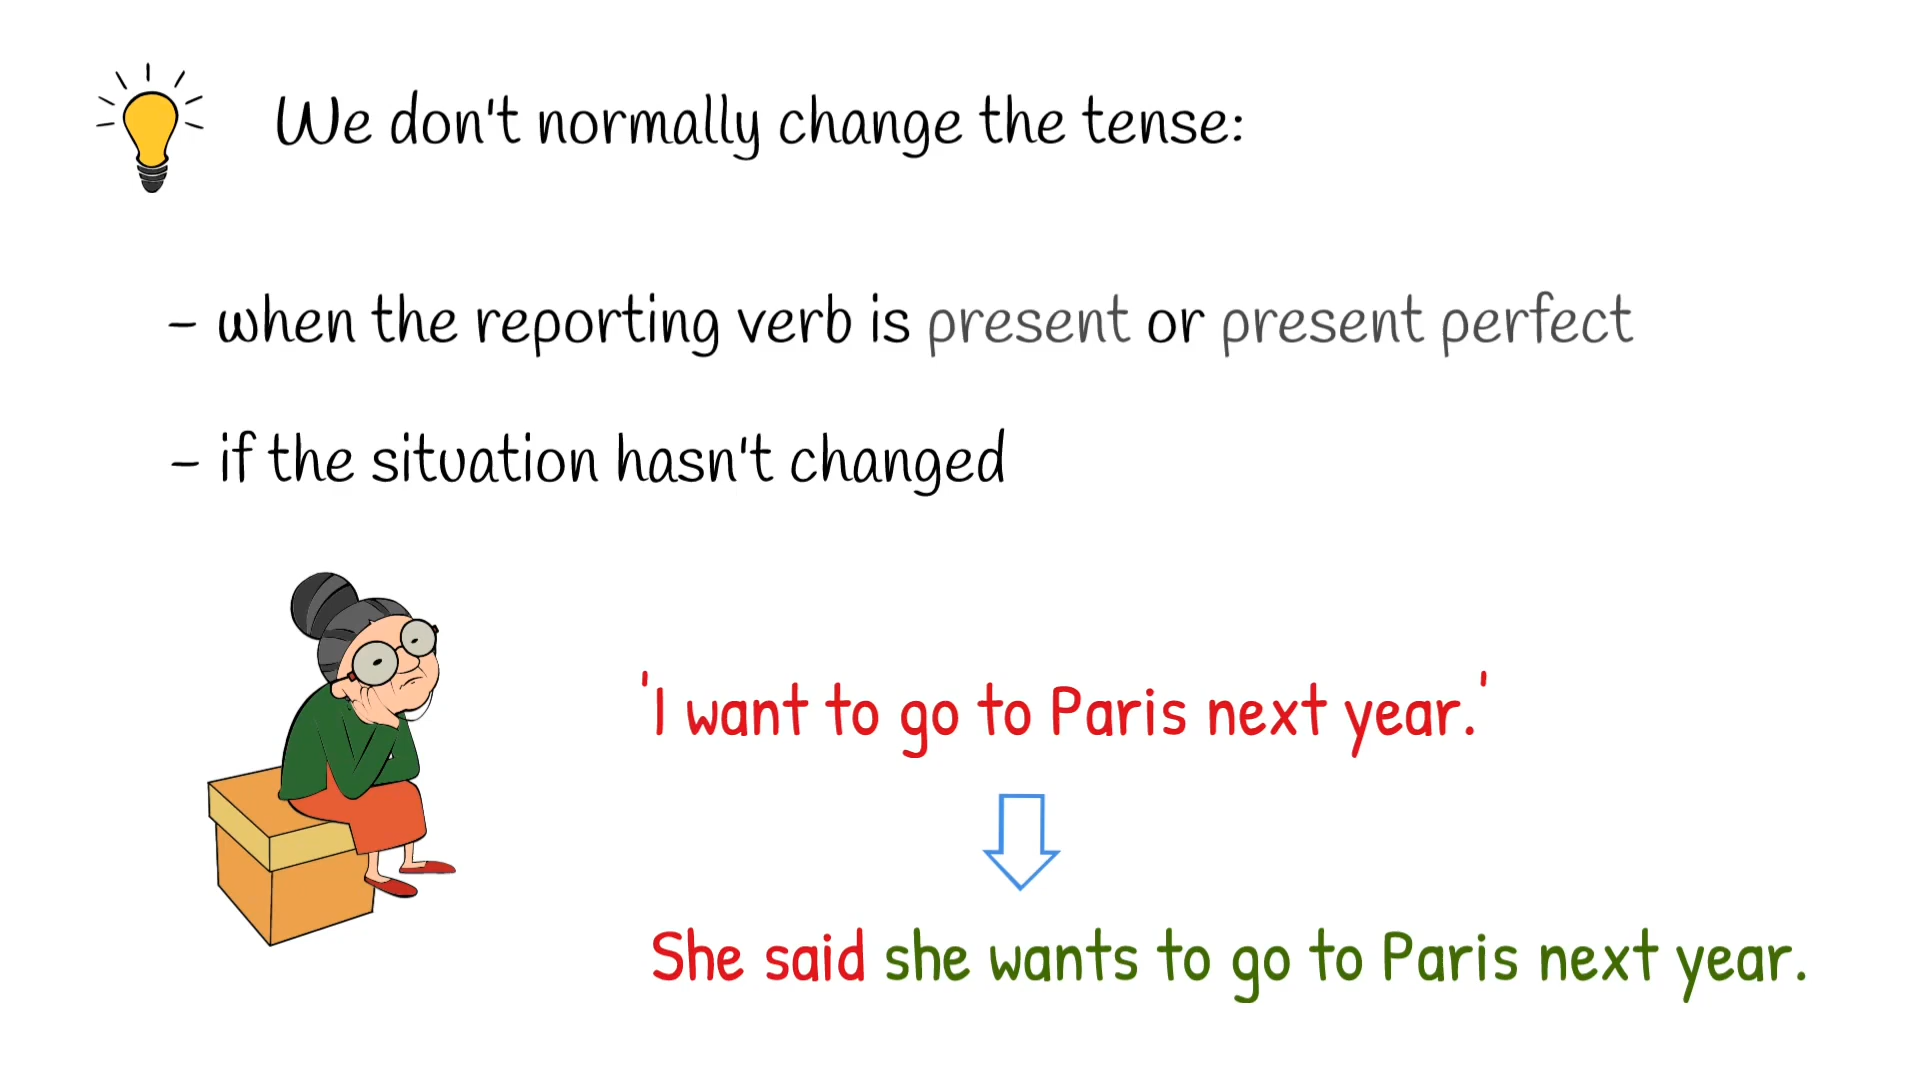 We don't normally change the tense:
- when the reporting verb is present or present perfect
- if the situation hasn't changed
'I want to go to Paris next year.'
She said she wants to go to Paris next year.